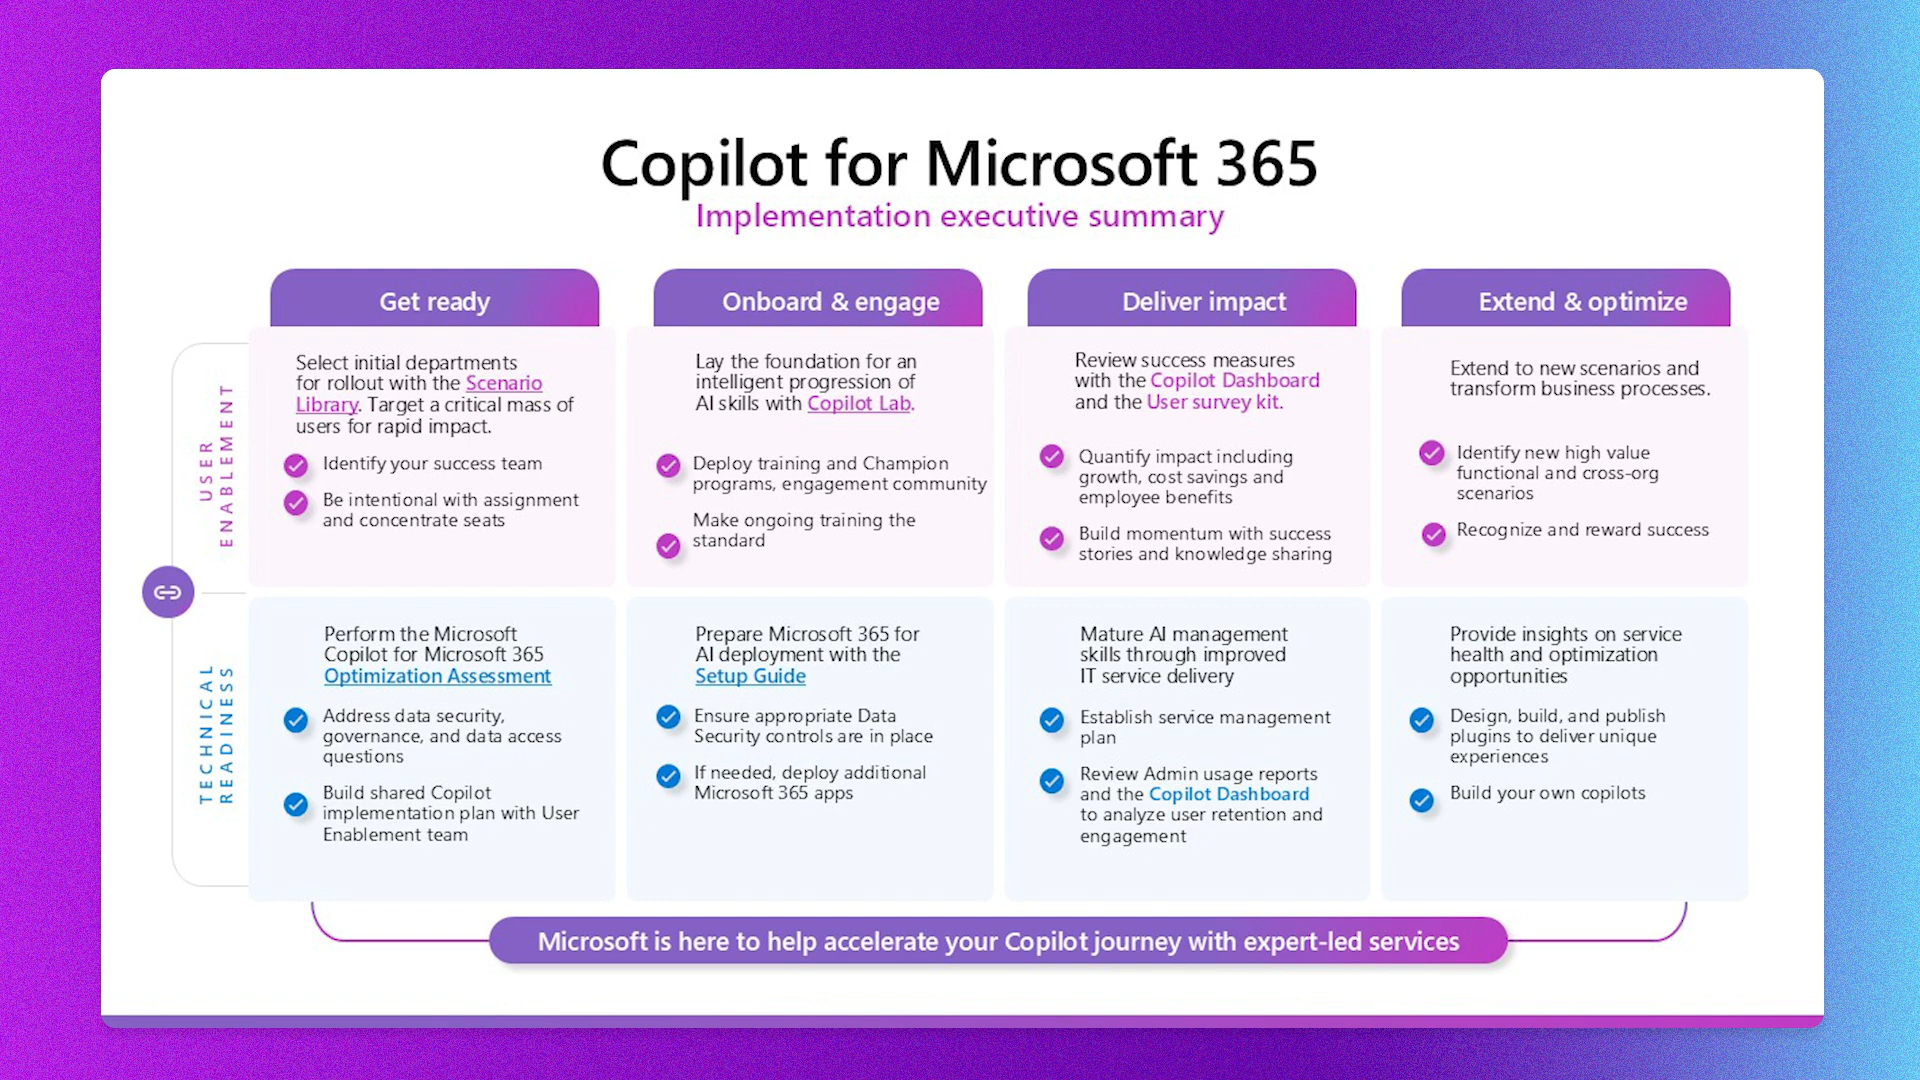 Copilot for Microsoft 365
Implementation executive summary
Get ready
Onboard & engage
Deliver impact
Extend & optimize
USER
ENABLEMENT
Select initial departments
for rollout with the Scenario
Library. Target a critical mass of
users for rapid impact.
Identify your success team
Be intentional with assignment
and concentrate seats
Lay the foundation for an
intelligent progression of
AI skills with Copilot Lab.
Deploy training and Champion
programs, engagement community
Make ongoing training the
standard
Review success measures
with the Copilot Dashboard
and the User survey kit.
Quantify impact including
growth, cost savings and
employee benefits
Build momentum with success
stories and knowledge sharing
Extend to new scenarios and
transform business processes.
Identify new high value
functional and cross-org
scenarios
Recognize and reward success
TECHNICAL
READINESS
Perform the Microsoft
Copilot for Microsoft 365
Optimization Assessment
Address data security,
governance, and data access
questions
Build shared Copilot
implementation plan with User
Enablement team
Prepare Microsoft 365 for
AI deployment with the
Setup Guide
Ensure appropriate Data
Security controls are in place
If needed, deploy additional
Microsoft 365 apps
Mature AI management
skills through improved
IT service delivery
Establish service management
plan
Review Admin usage reports
and the Copilot Dashboard
to analyze user retention and
engagement
Provide insights on service
health and optimization
opportunities
Design, build, and publish
plugins to deliver unique
experiences
Build your own copilots
Microsoft is here to help accelerate your Copilot journey with expert-led services